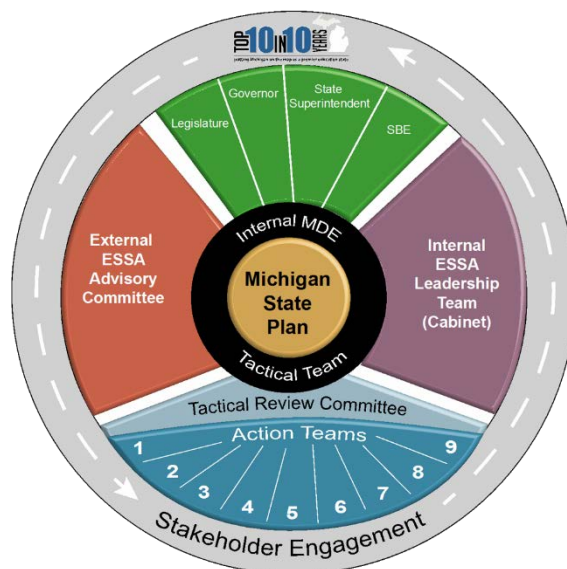 TOP 10 IN 10 YEARS
Legislature
Governor
State
Superintendent
SBE
External
ESSA
Advisory
Committee
Internal MDE
Michigan
State
Plan
Tactical Team
Internal
ESSA
Leadership
Team
(Cabinet)
Tactical Review Committee
Action Teams
1
2
3
4
5
6
7
8
9
Stakeholder Engagement